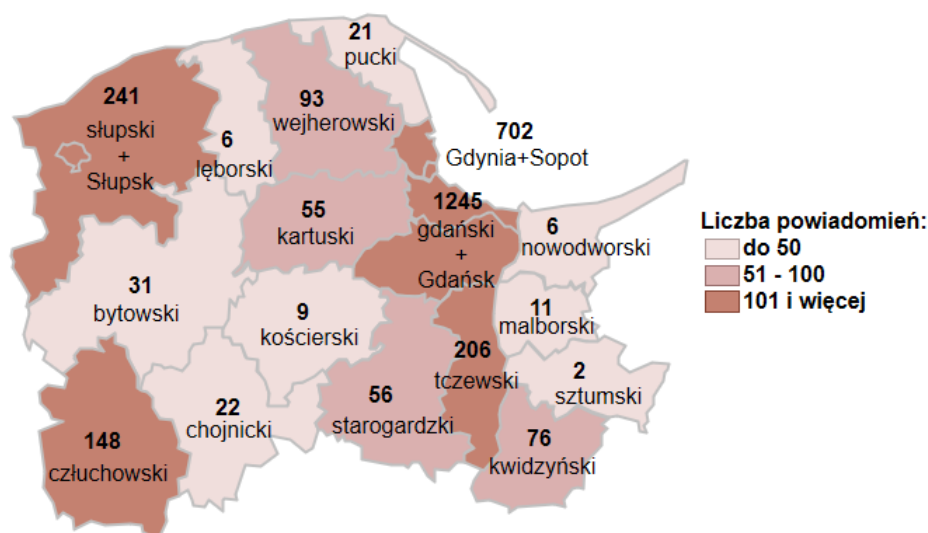 21
pucki
241
słupski
+
Słupsk
6
lęborski
93
wejherowski
702
Gdynia+Sopot
55
kartuski
1245
gdański
+
Gdańsk
6
nowodworski
Liczba powiadomień:
do 50
51 - 100
101 i więcej
31
bytowski
9
kościerski
11
malborski
206
tczewski
2
sztumski
22
chojnicki
56
starogardzki
148
człuchowski
76
kwidzyński